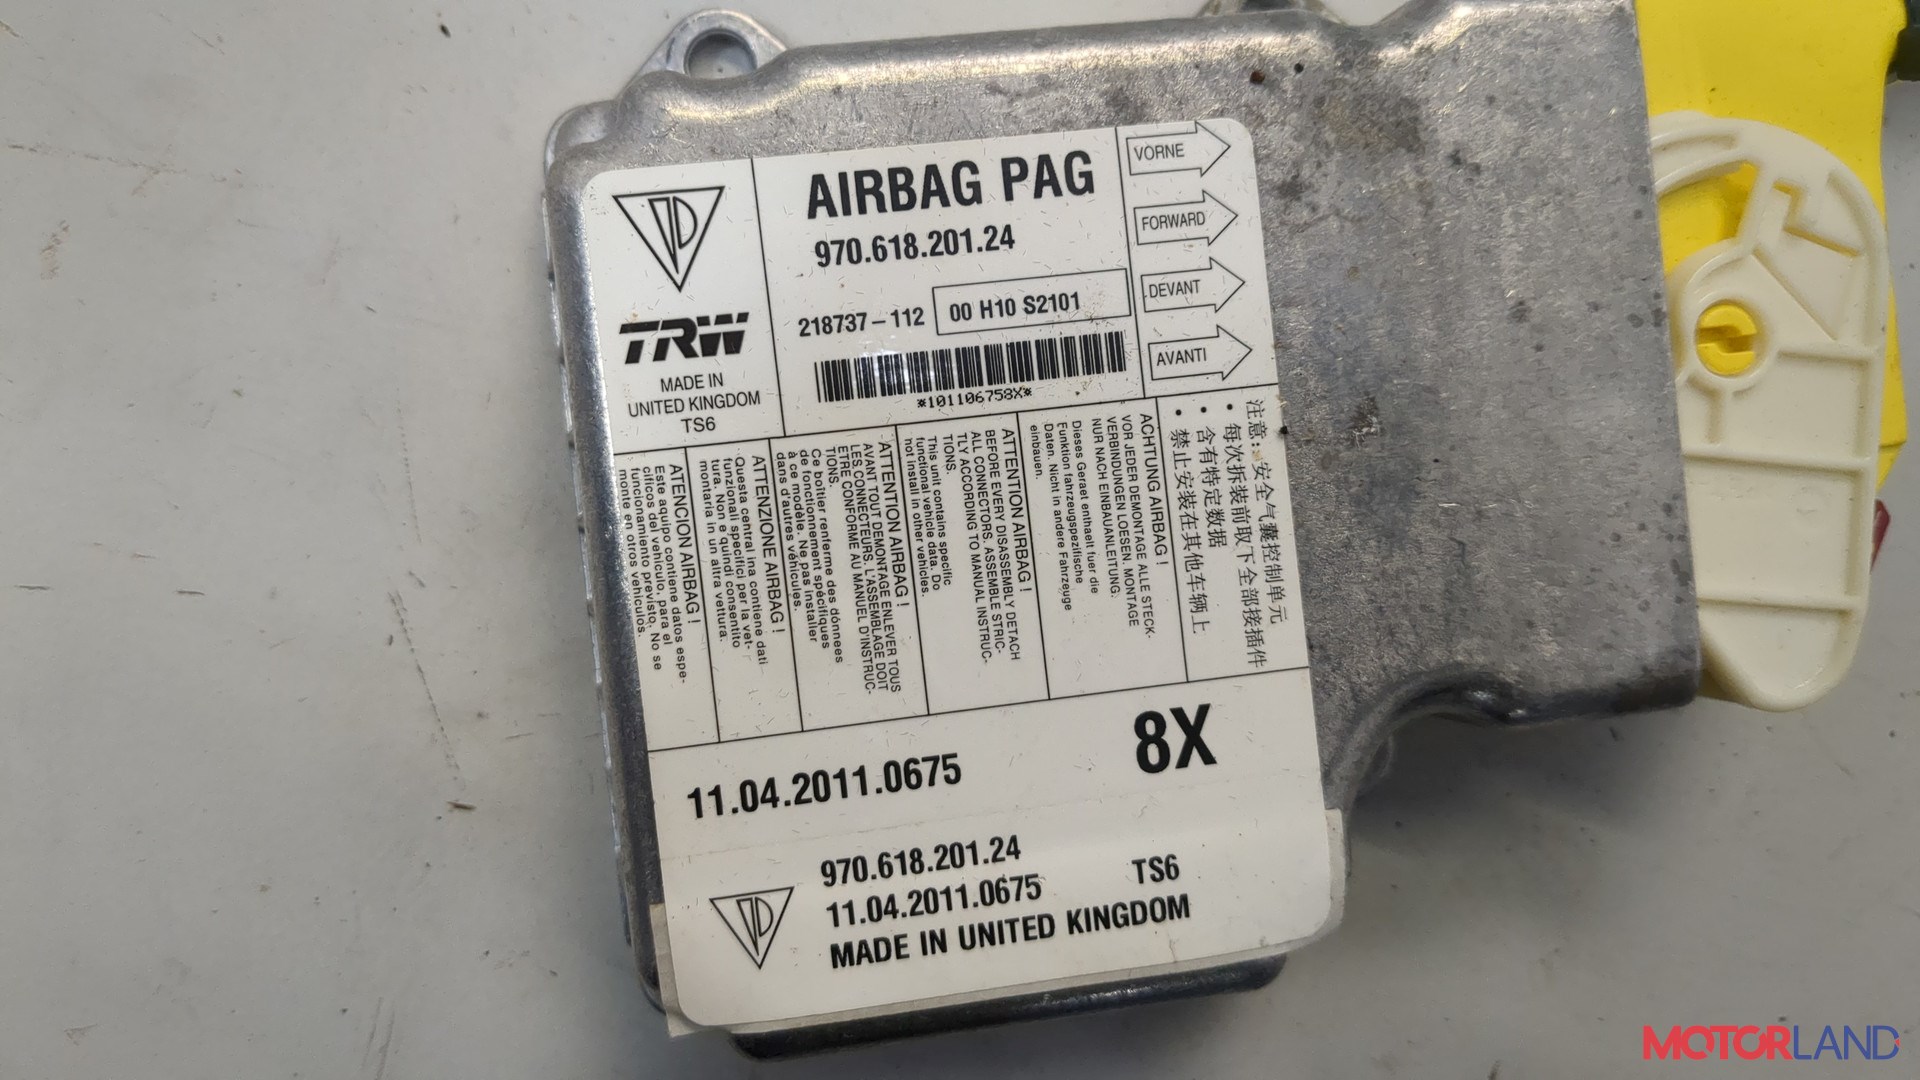 AIRBAG PAG
970.618.201.24
218737-112
00 H10 S2101
*101106758X*
TRW
MADE IN
UNITED KINGDOM
TS6
VORNE
FORWARD
DEVANT
AVANTI
注意:安全气囊控制单元
• 每次拆装前取下全部接插件
• 含有特定数据
• 禁止安装在其他车辆上
ACHTUNG AIRBAG !
VOR JEDER DEMONTAGE ALLE STECK-
VERBINDUNGEN LOESEN. MONTAGE
NUR NACH EINBAUANLEITUNG.
Dieses Geraet enthaelt fuer die
Funktion fahrzeugspezifische
Daten. Nicht in andere Fahrzeuge
einbauen.
ATTENTION AIRBAG !
BEFORE EVERY DISASSEMBLY DETACH
ALL CONNECTORS. ASSEMBLE STRIC-
TLY ACCORDING TO MANUAL INSTRUC-
TIONS.
This unit contains specific
functional vehicle data. Do
not install in other vehicles.
ATTENTION AIRBAG !
AVANT TOUT DEMONTAGE ENLEVER TOUS
LES CONNECTEURS. L'ASSEMBLAGE DOIT
ETRE CONFORME AU MANUEL D'INSTRUC-
TIONS.
Ce boîtier renferme des données
de fonctionnement spécifiques
à ce modèle. Ne pas installer
dans d'autres véhicules.
ATTENZIONE AIRBAG !
Questa central ina contiene dati
funzionali specifici per la vet-
tura. Non e quindi consentito
montaria in un altra vetura.
ATENCION AIRBAG !
Este equipo contiene datos espe-
cificos del vehiculo, para el
funcionamiento previsto. No se
monte en otros vehiculos.
11.04.2011.0675
8X
970.618.201.24
11.04.2011.0675
TS6
MADE IN UNITED KINGDOM
MOTORLAND